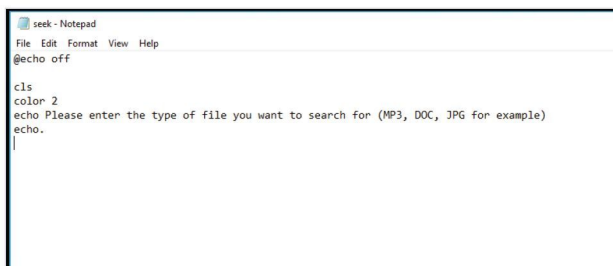 seek - Notepad
File Edit Format View Help
@echo off
cls
color 2
echo Please enter the type of file you want to search for (MP3, DOC, JPG for example)
echo.